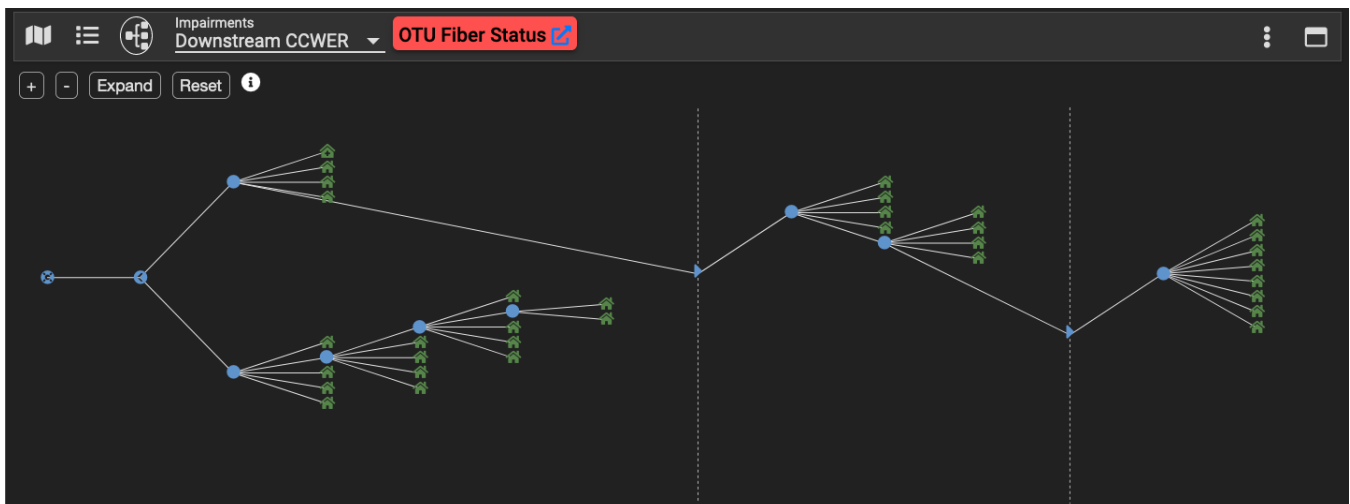 Impairments
Downstream CCWER
OTU Fiber Status
+ - Expand Reset i